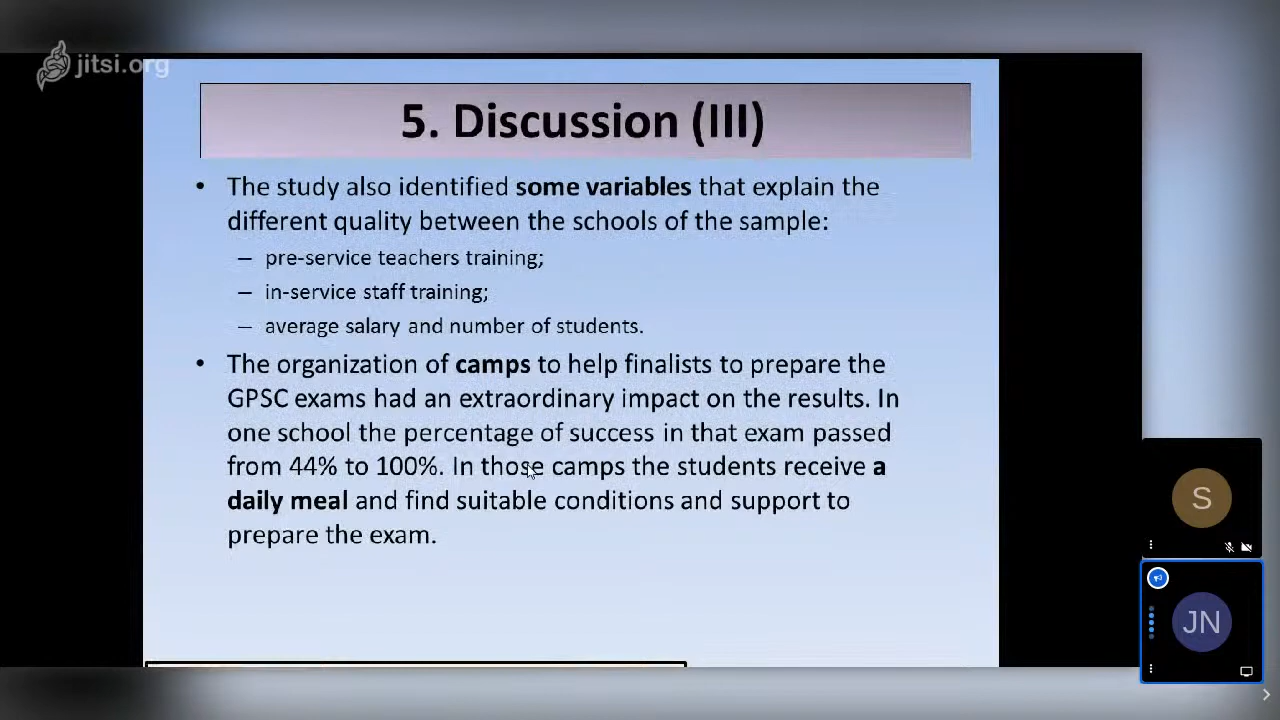 jitsi.org
5. Discussion (III)
• The study also identified some variables that explain the
different quality between the schools of the sample:
– pre-service teachers training;
– in-service staff training;
– average salary and number of students.
• The organization of camps to help finalists to prepare the
GPSC exams had an extraordinary impact on the results. In
one school the percentage of success in that exam passed
from 44% to 100%. In those camps the students receive a
daily meal and find suitable conditions and support to
prepare the exam.
S
JN